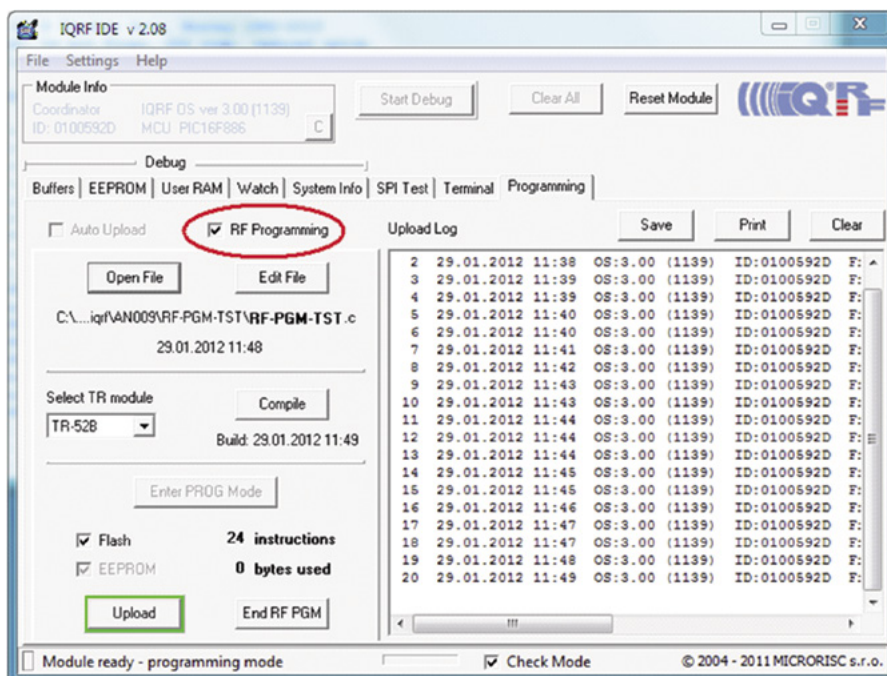 IQRF IDE v 2.08
File Settings Help
Module Info
Coordinator IQRF OS ver 3.00 (1139)
ID: 0100592D MCU PIC16F886 C
Start Debug Clear All Reset Module
IQRF
Debug
Buffers EEPROM User RAM Watch System Info SPI Test Terminal Programming
Auto Upload RF Programming Upload Log Save Print Clear
Open File Edit File
C:\....iqrf\AN009\RF-PGM-TST\RF-PGM-TST.c
29.01.2012 11:48
Select TR module
TR-52B
Compile
Build: 29.01.2012 11:49
Enter PROG Mode
Flash 24 instructions
EEPROM 0 bytes used
Upload End RF PGM
2 29.01.2012 11:38 OS:3.00 (1139) ID:0100592D F:
3 29.01.2012 11:39 OS:3.00 (1139) ID:0100592D F:
4 29.01.2012 11:39 OS:3.00 (1139) ID:0100592D F:
5 29.01.2012 11:40 OS:3.00 (1139) ID:0100592D F:
6 29.01.2012 11:40 OS:3.00 (1139) ID:0100592D F:
7 29.01.2012 11:41 OS:3.00 (1139) ID:0100592D F:
8 29.01.2012 11:42 OS:3.00 (1139) ID:0100592D F:
9 29.01.2012 11:43 OS:3.00 (1139) ID:0100592D F:
10 29.01.2012 11:43 OS:3.00 (1139) ID:0100592D F:
11 29.01.2012 11:44 OS:3.00 (1139) ID:0100592D F:
12 29.01.2012 11:44 OS:3.00 (1139) ID:0100592D F:
13 29.01.2012 11:44 OS:3.00 (1139) ID:0100592D F:
14 29.01.2012 11:45 OS:3.00 (1139) ID:0100592D F:
15 29.01.2012 11:45 OS:3.00 (1139) ID:0100592D F:
16 29.01.2012 11:46 OS:3.00 (1139) ID:0100592D F:
17 29.01.2012 11:47 OS:3.00 (1139) ID:0100592D F:
18 29.01.2012 11:47 OS:3.00 (1139) ID:0100592D F:
19 29.01.2012 11:48 OS:3.00 (1139) ID:0100592D F:
20 29.01.2012 11:49 OS:3.00 (1139) ID:0100592D F:
Module ready - programming mode Check Mode © 2004 - 2011 MICRORISC s.r.o.